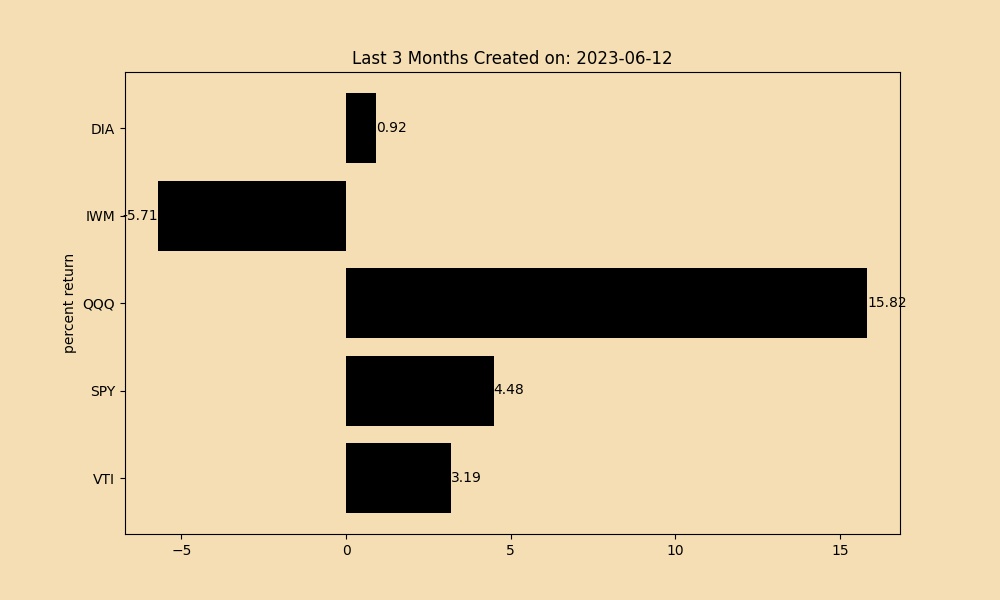 Last 3 Months Created on: 2023-06-12
DIA
0.92
IWM
-5.71
percent return
QQQ
15.82
SPY
4.48
VTI
3.19
−5
0
5
10
15